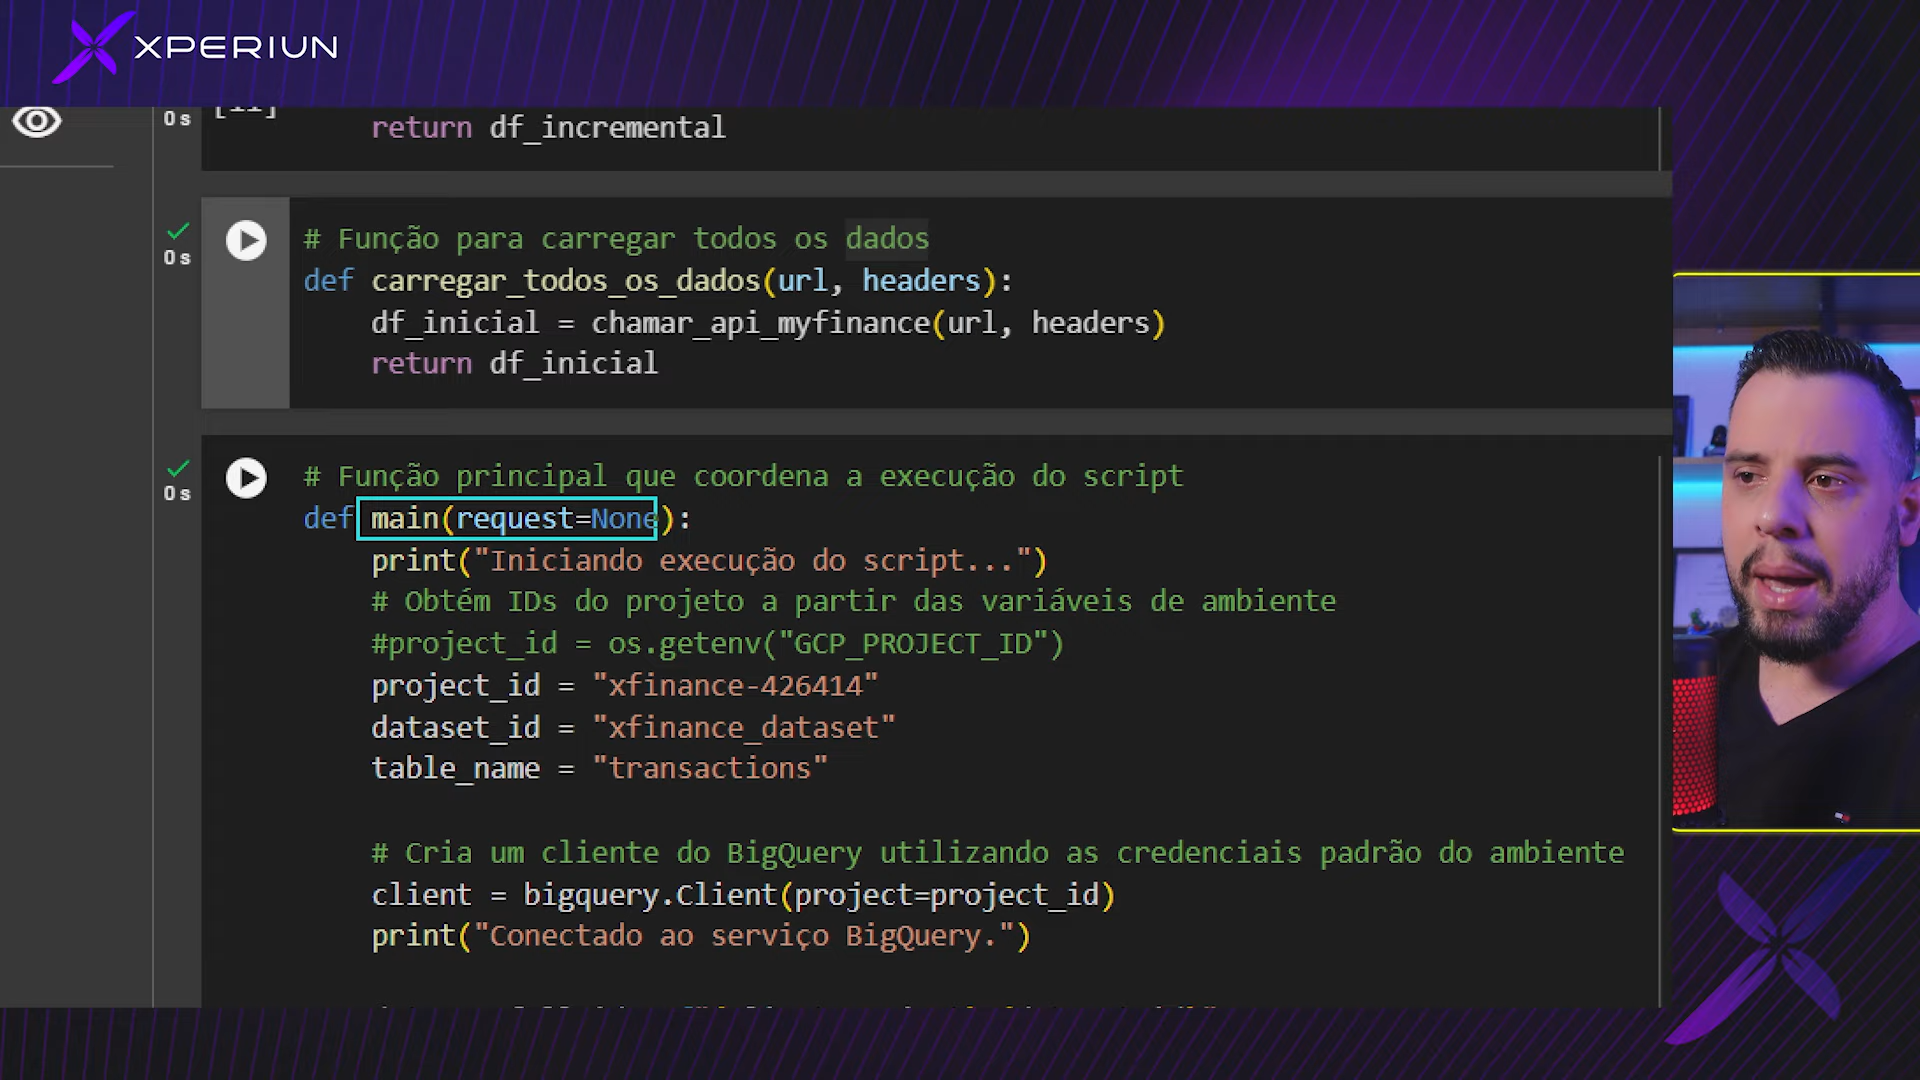 XPERIUN
0 s
[11]
return df_incremental
0 s
# Função para carregar todos os dados
def carregar_todos_os_dados(url, headers):
df_inicial = chamar_api_myfinance(url, headers)
return df_inicial
0 s
# Função principal que coordena a execução do script
def main(request=None):
print("Iniciando execução do script...")
# Obtém IDs do projeto a partir das variáveis de ambiente
#project_id = os.getenv("GCP_PROJECT_ID")
project_id = "xfinance-426414"
dataset_id = "xfinance_dataset"
table_name = "transactions"
# Cria um cliente do BigQuery utilizando as credenciais padrão do ambiente
client = bigquery.Client(project=project_id)
print("Conectado ao serviço BigQuery.")